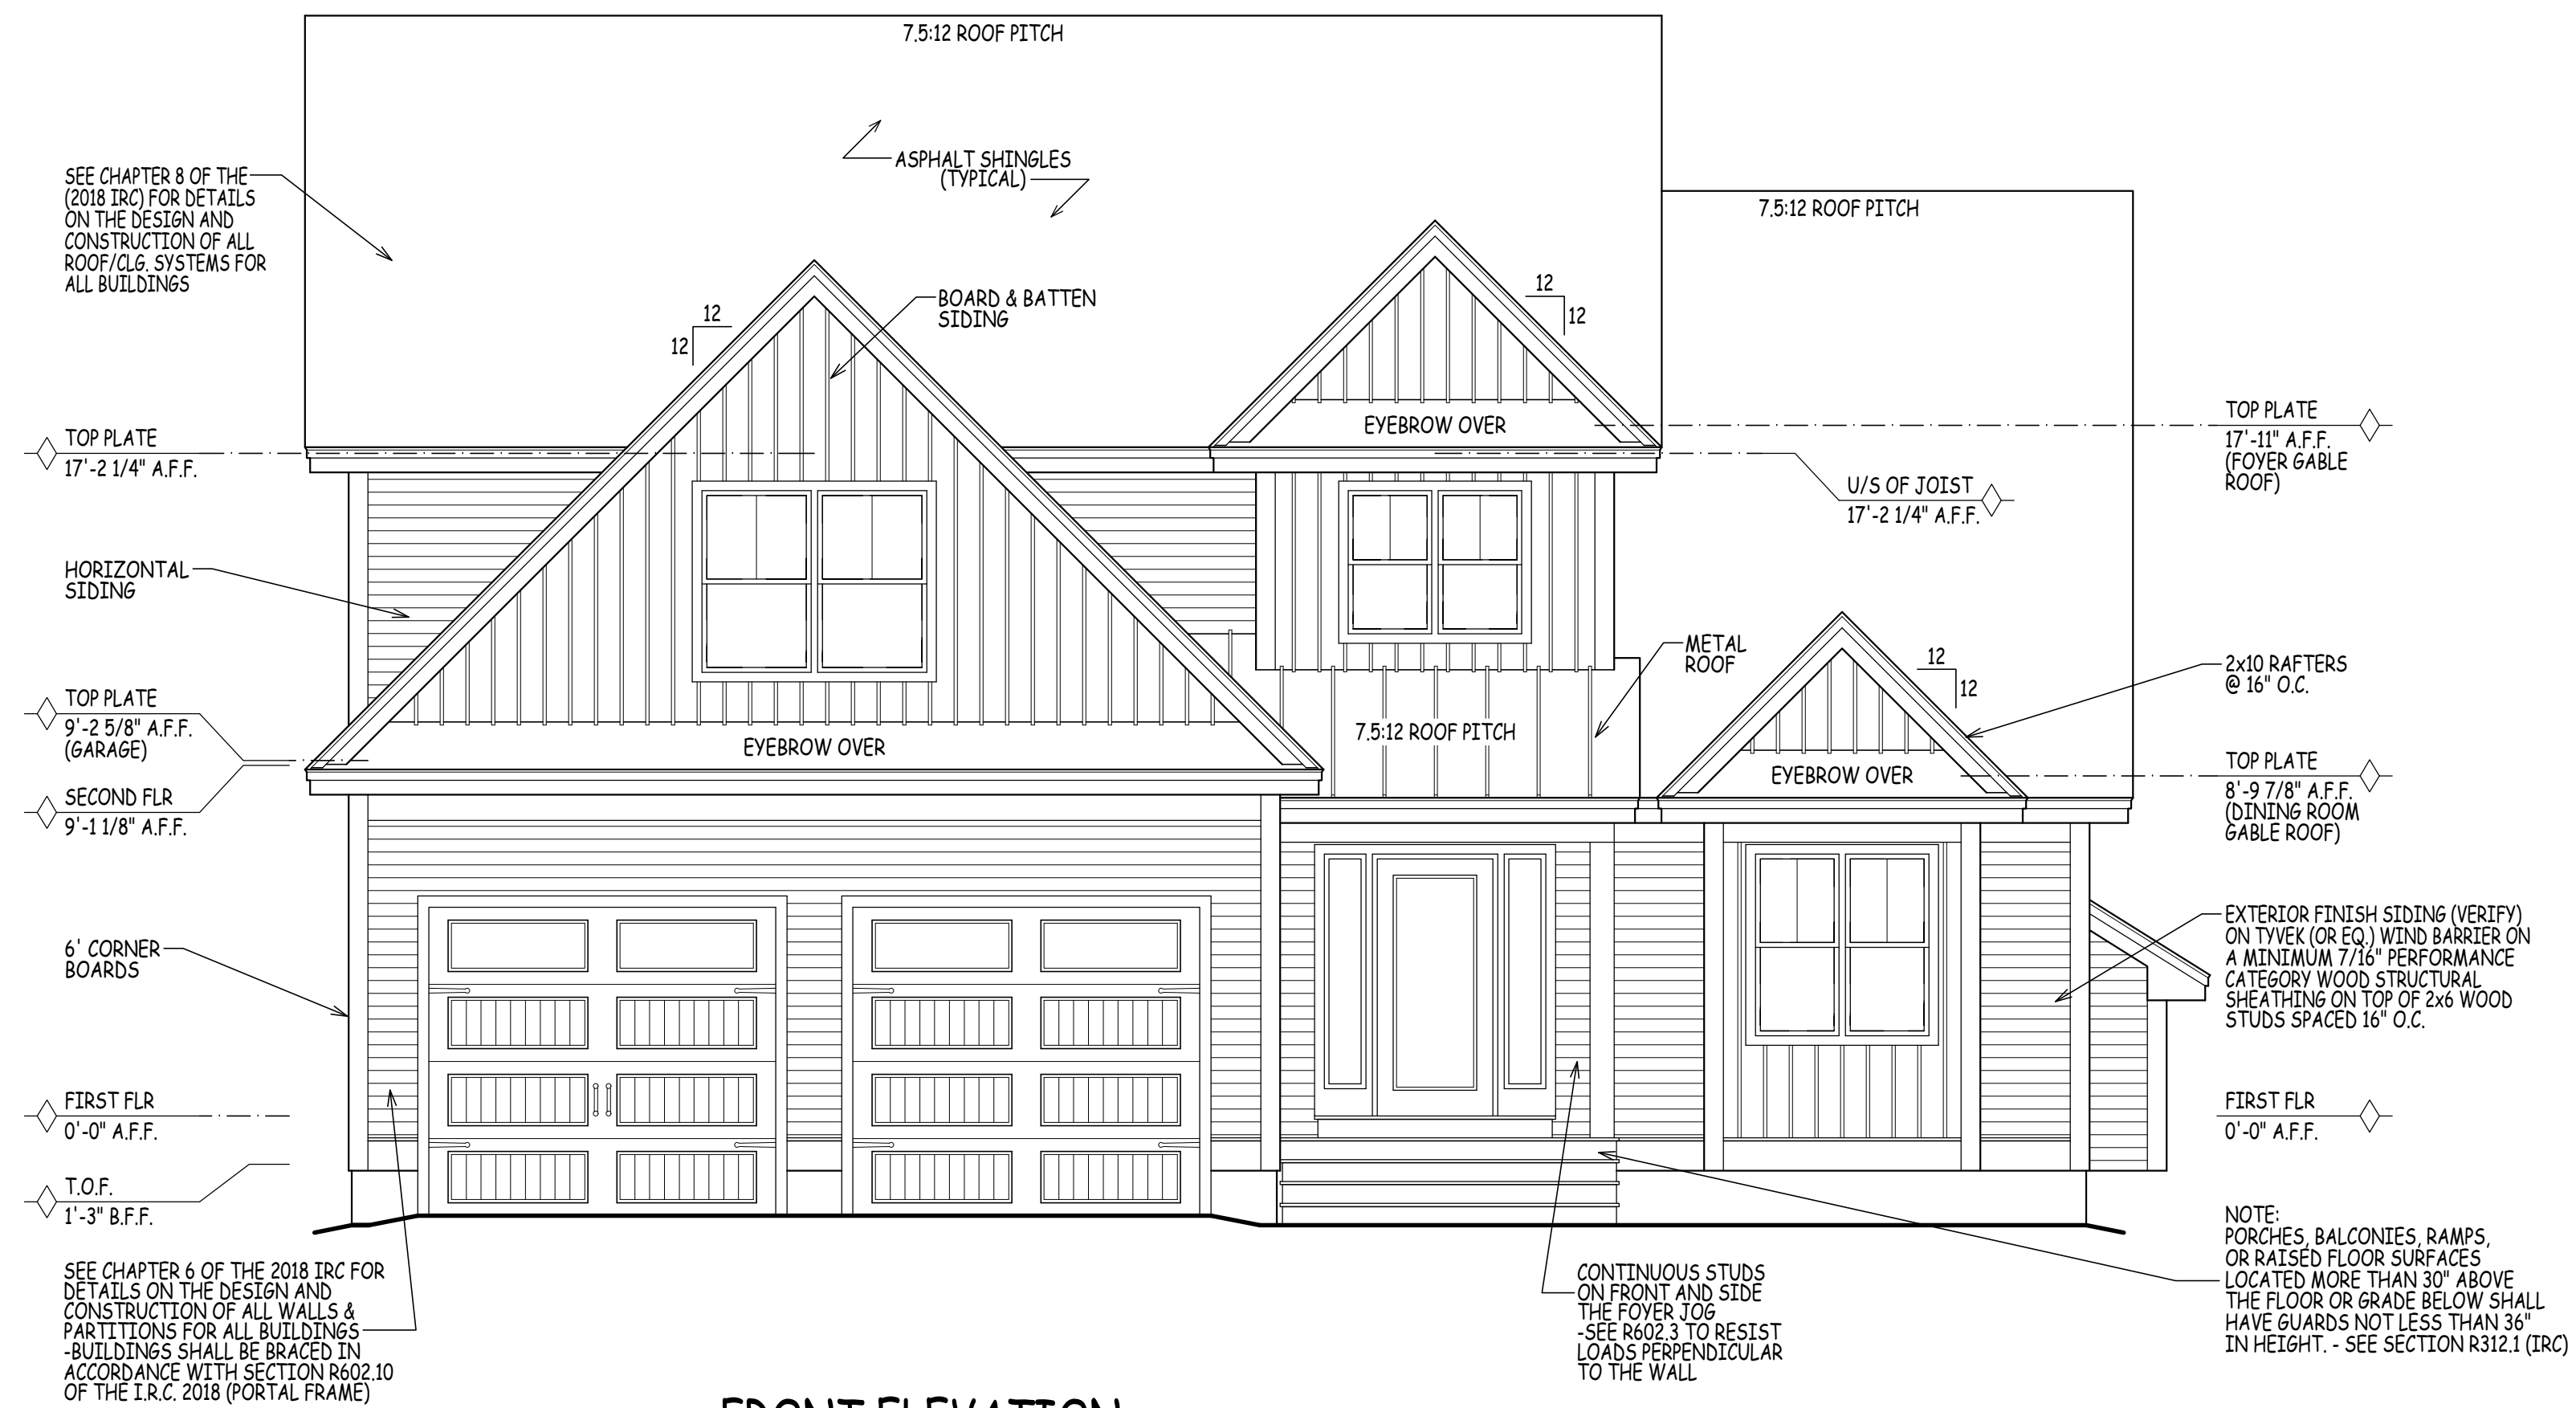 7.5:12 ROOF PITCH
ASPHALT SHINGLES
(TYPICAL)
SEE CHAPTER 8 OF THE
(2018 IRC) FOR DETAILS
ON THE DESIGN AND
CONSTRUCTION OF ALL
ROOF/CLG. SYSTEMS FOR
ALL BUILDINGS
7.5:12 ROOF PITCH
BOARD & BATTEN
SIDING
12
12
12
12
TOP PLATE
17'-2 1/4" A.F.F.
EYEBROW OVER
TOP PLATE
17'-11" A.F.F.
(FOYER GABLE
ROOF)
U/S OF JOIST
17'-2 1/4" A.F.F.
HORIZONTAL
SIDING
METAL
ROOF
12
12
2x10 RAFTERS
@ 16" O.C.
TOP PLATE
9'-2 5/8" A.F.F.
(GARAGE)
EYEBROW OVER
7.5:12 ROOF PITCH
EYEBROW OVER
TOP PLATE
8'-9 7/8" A.F.F.
(DINING ROOM
GABLE ROOF)
SECOND FLR
9'-1 1/8" A.F.F.
6' CORNER
BOARDS
EXTERIOR FINISH SIDING (VERIFY)
ON TYVEK (OR EQ.) WIND BARRIER ON
A MINIMUM 7/16" PERFORMANCE
CATEGORY WOOD STRUCTURAL
SHEATHING ON TOP OF 2x6 WOOD
STUDS SPACED 16" O.C.
FIRST FLR
0'-0" A.F.F.
FIRST FLR
0'-0" A.F.F.
T.O.F.
1'-3" B.F.F.
SEE CHAPTER 6 OF THE 2018 IRC FOR
DETAILS ON THE DESIGN AND
CONSTRUCTION OF ALL WALLS &
PARTITIONS FOR ALL BUILDINGS
-BUILDINGS SHALL BE BRACED IN
ACCORDANCE WITH SECTION R602.10
OF THE I.R.C. 2018 (PORTAL FRAME)
CONTINUOUS STUDS
ON FRONT AND SIDE
THE FOYER JOG
-SEE R602.3 TO RESIST
LOADS PERPENDICULAR
TO THE WALL
NOTE:
PORCHES, BALCONIES, RAMPS,
OR RAISED FLOOR SURFACES
LOCATED MORE THAN 30" ABOVE
THE FLOOR OR GRADE BELOW SHALL
HAVE GUARDS NOT LESS THAN 36"
IN HEIGHT. - SEE SECTION R312.1 (IRC)
FRONT ELEVATION